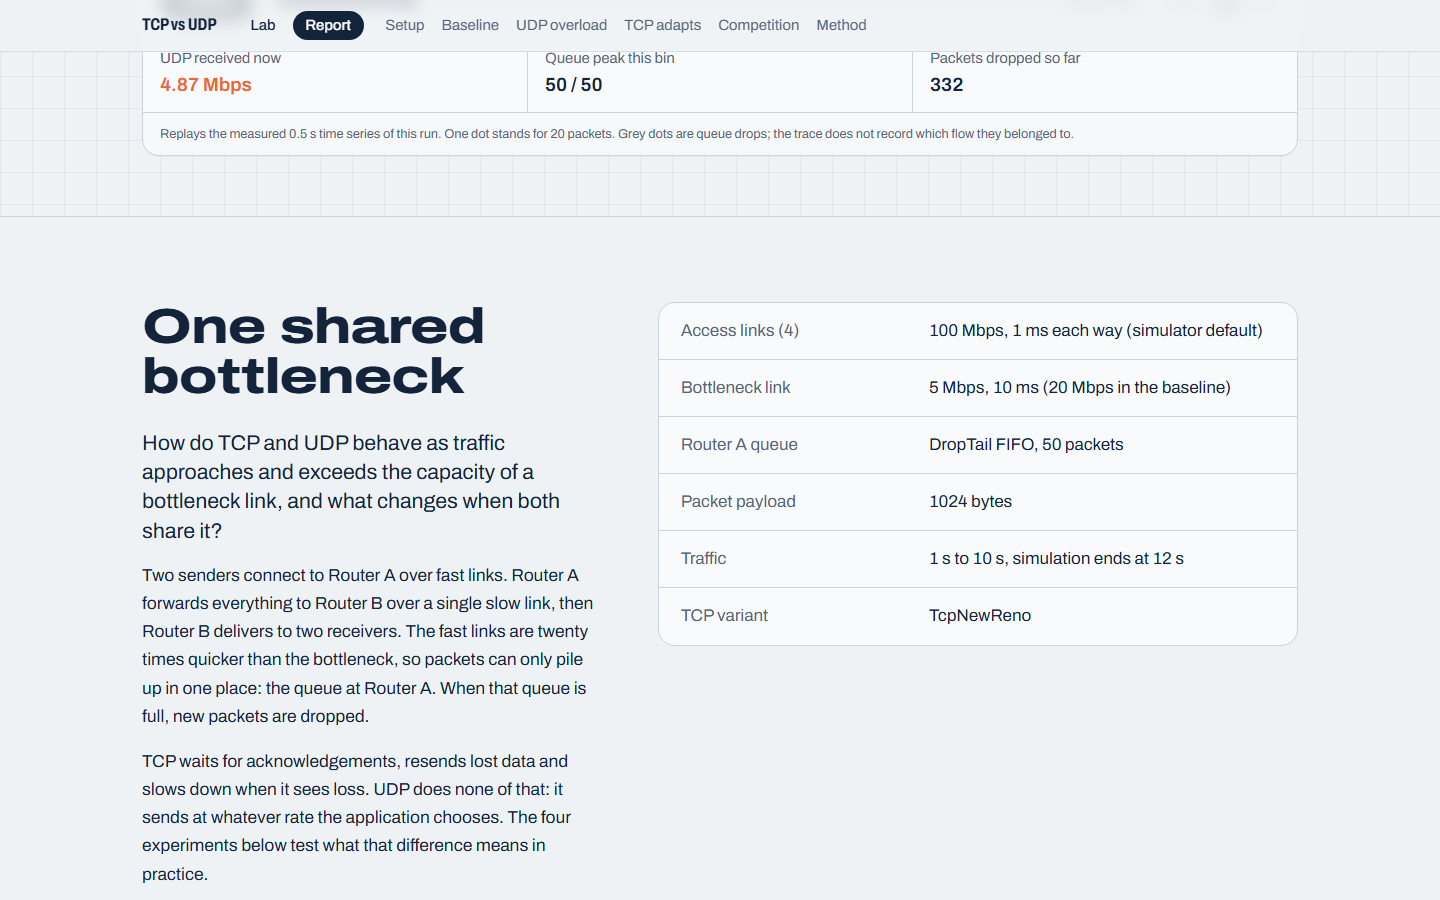 TCP vs UDP Lab Report Setup Baseline UDP overload TCP adapts Competition Method
UDP received now Queue peak this bin Packets dropped so far
4.87 Mbps 50 / 50 332
Replays the measured 0.5 s time series of this run. One dot stands for 20 packets. Grey dots are queue drops; the trace does not record which flow they belonged to.
One shared
bottleneck
How do TCP and UDP behave as traffic
approaches and exceeds the capacity of a
bottleneck link, and what changes when both
share it?
Two senders connect to Router A over fast links. Router A
forwards everything to Router B over a single slow link, then
Router B delivers to two receivers. The fast links are twenty
times quicker than the bottleneck, so packets can only pile
up in one place: the queue at Router A. When that queue is
full, new packets are dropped.
TCP waits for acknowledgements, resends lost data and
slows down when it sees loss. UDP does none of that: it
sends at whatever rate the application chooses. The four
experiments below test what that difference means in
practice.
Access links (4) 100 Mbps, 1 ms each way (simulator default)
Bottleneck link 5 Mbps, 10 ms (20 Mbps in the baseline)
Router A queue DropTail FIFO, 50 packets
Packet payload 1024 bytes
Traffic 1 s to 10 s, simulation ends at 12 s
TCP variant TcpNewReno